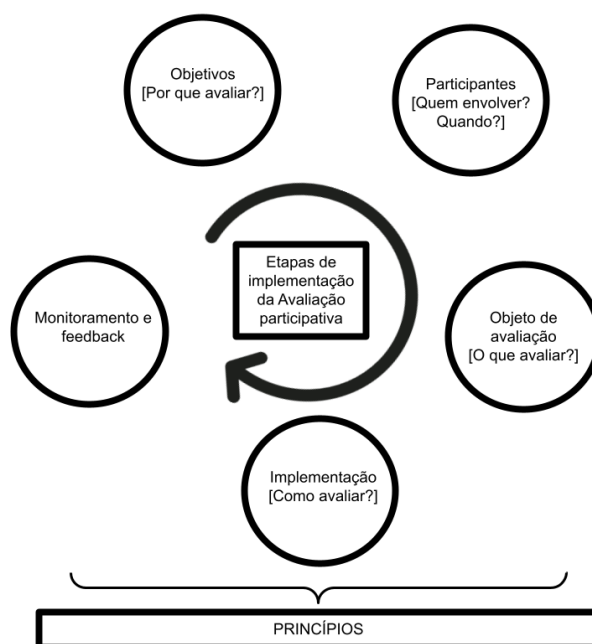 Objetivos
[Por que avaliar?]
Participantes
[Quem envolver?
Quando?]
Etapas de
implementação
da Avaliação
participativa
Monitoramento e
feedback
Objeto de
avaliação
[O que avaliar?]
Implementação
[Como avaliar?]
PRINCÍPIOS